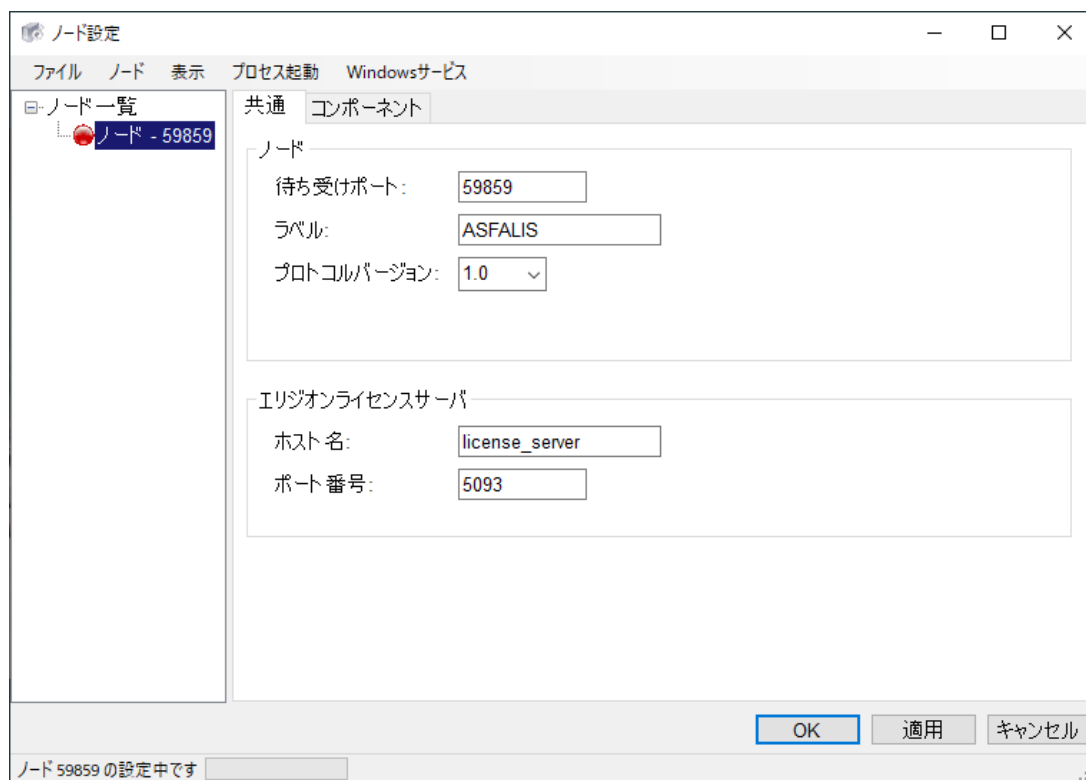 ノード設定
ファイル ノード 表示 プロセス起動 Windowsサービス
ノード一覧
ノード - 59859
共通 コンポーネント
ノード
待ち受けポート: 59859
ラベル: ASFALIS
プロトコルバージョン: 1.0
エリジオンライセンスサーバ
ホスト名: license_server
ポート番号: 5093
OK 適用 キャンセル
ノード 59859 の設定中です